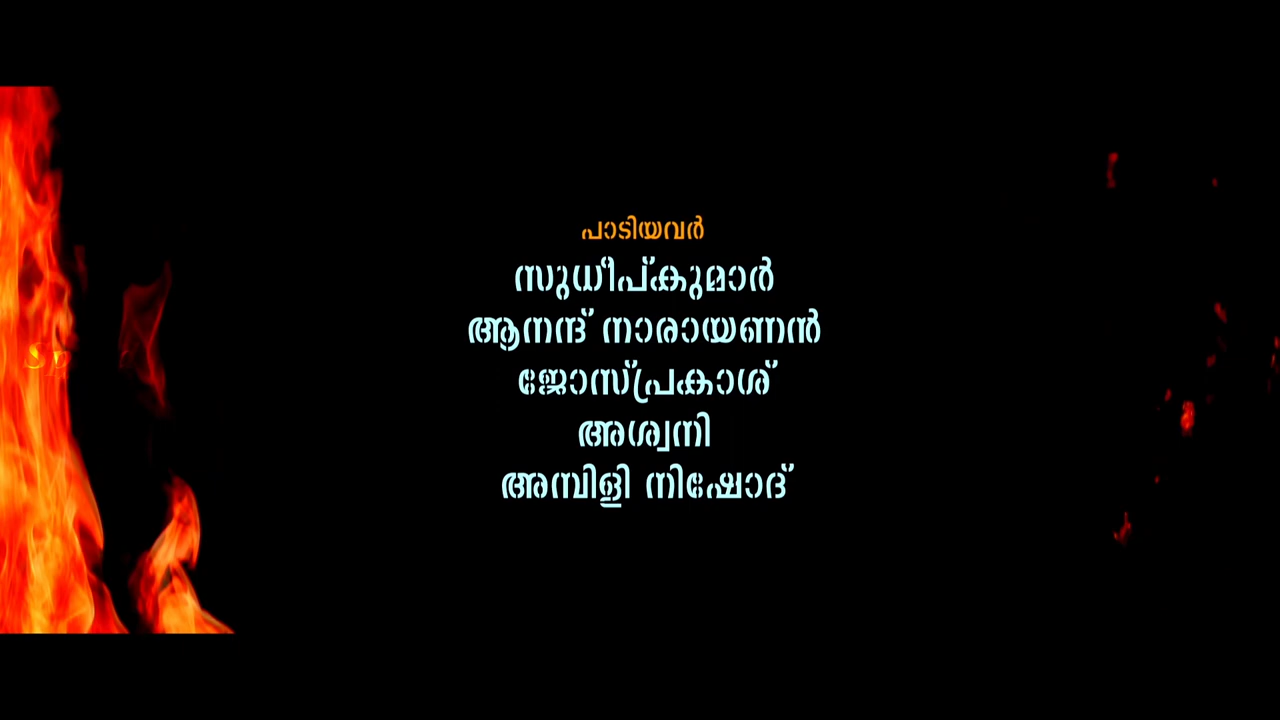 പാടിയവർ
സുധീപ്കുമാർ
ആനന്ദ് നാരായണൻ
ജോസ്പ്രകാശ്
അശ്വനി
അമ്പിളി നിഷോദ്